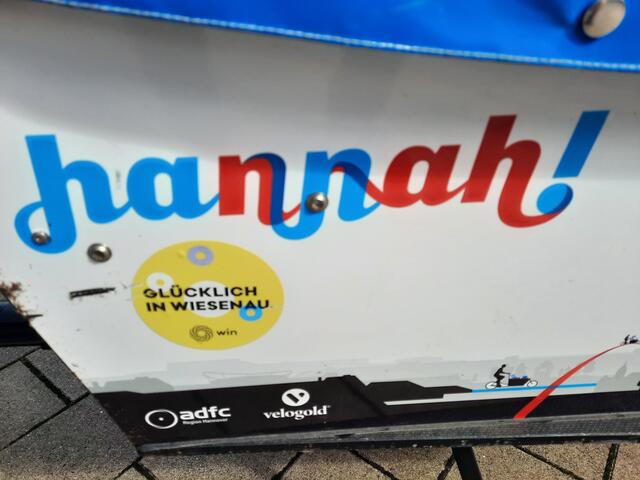 hannah!
GLÜCKLICH
IN WIESENAU
win
adfc
Region Hannover
velogold®